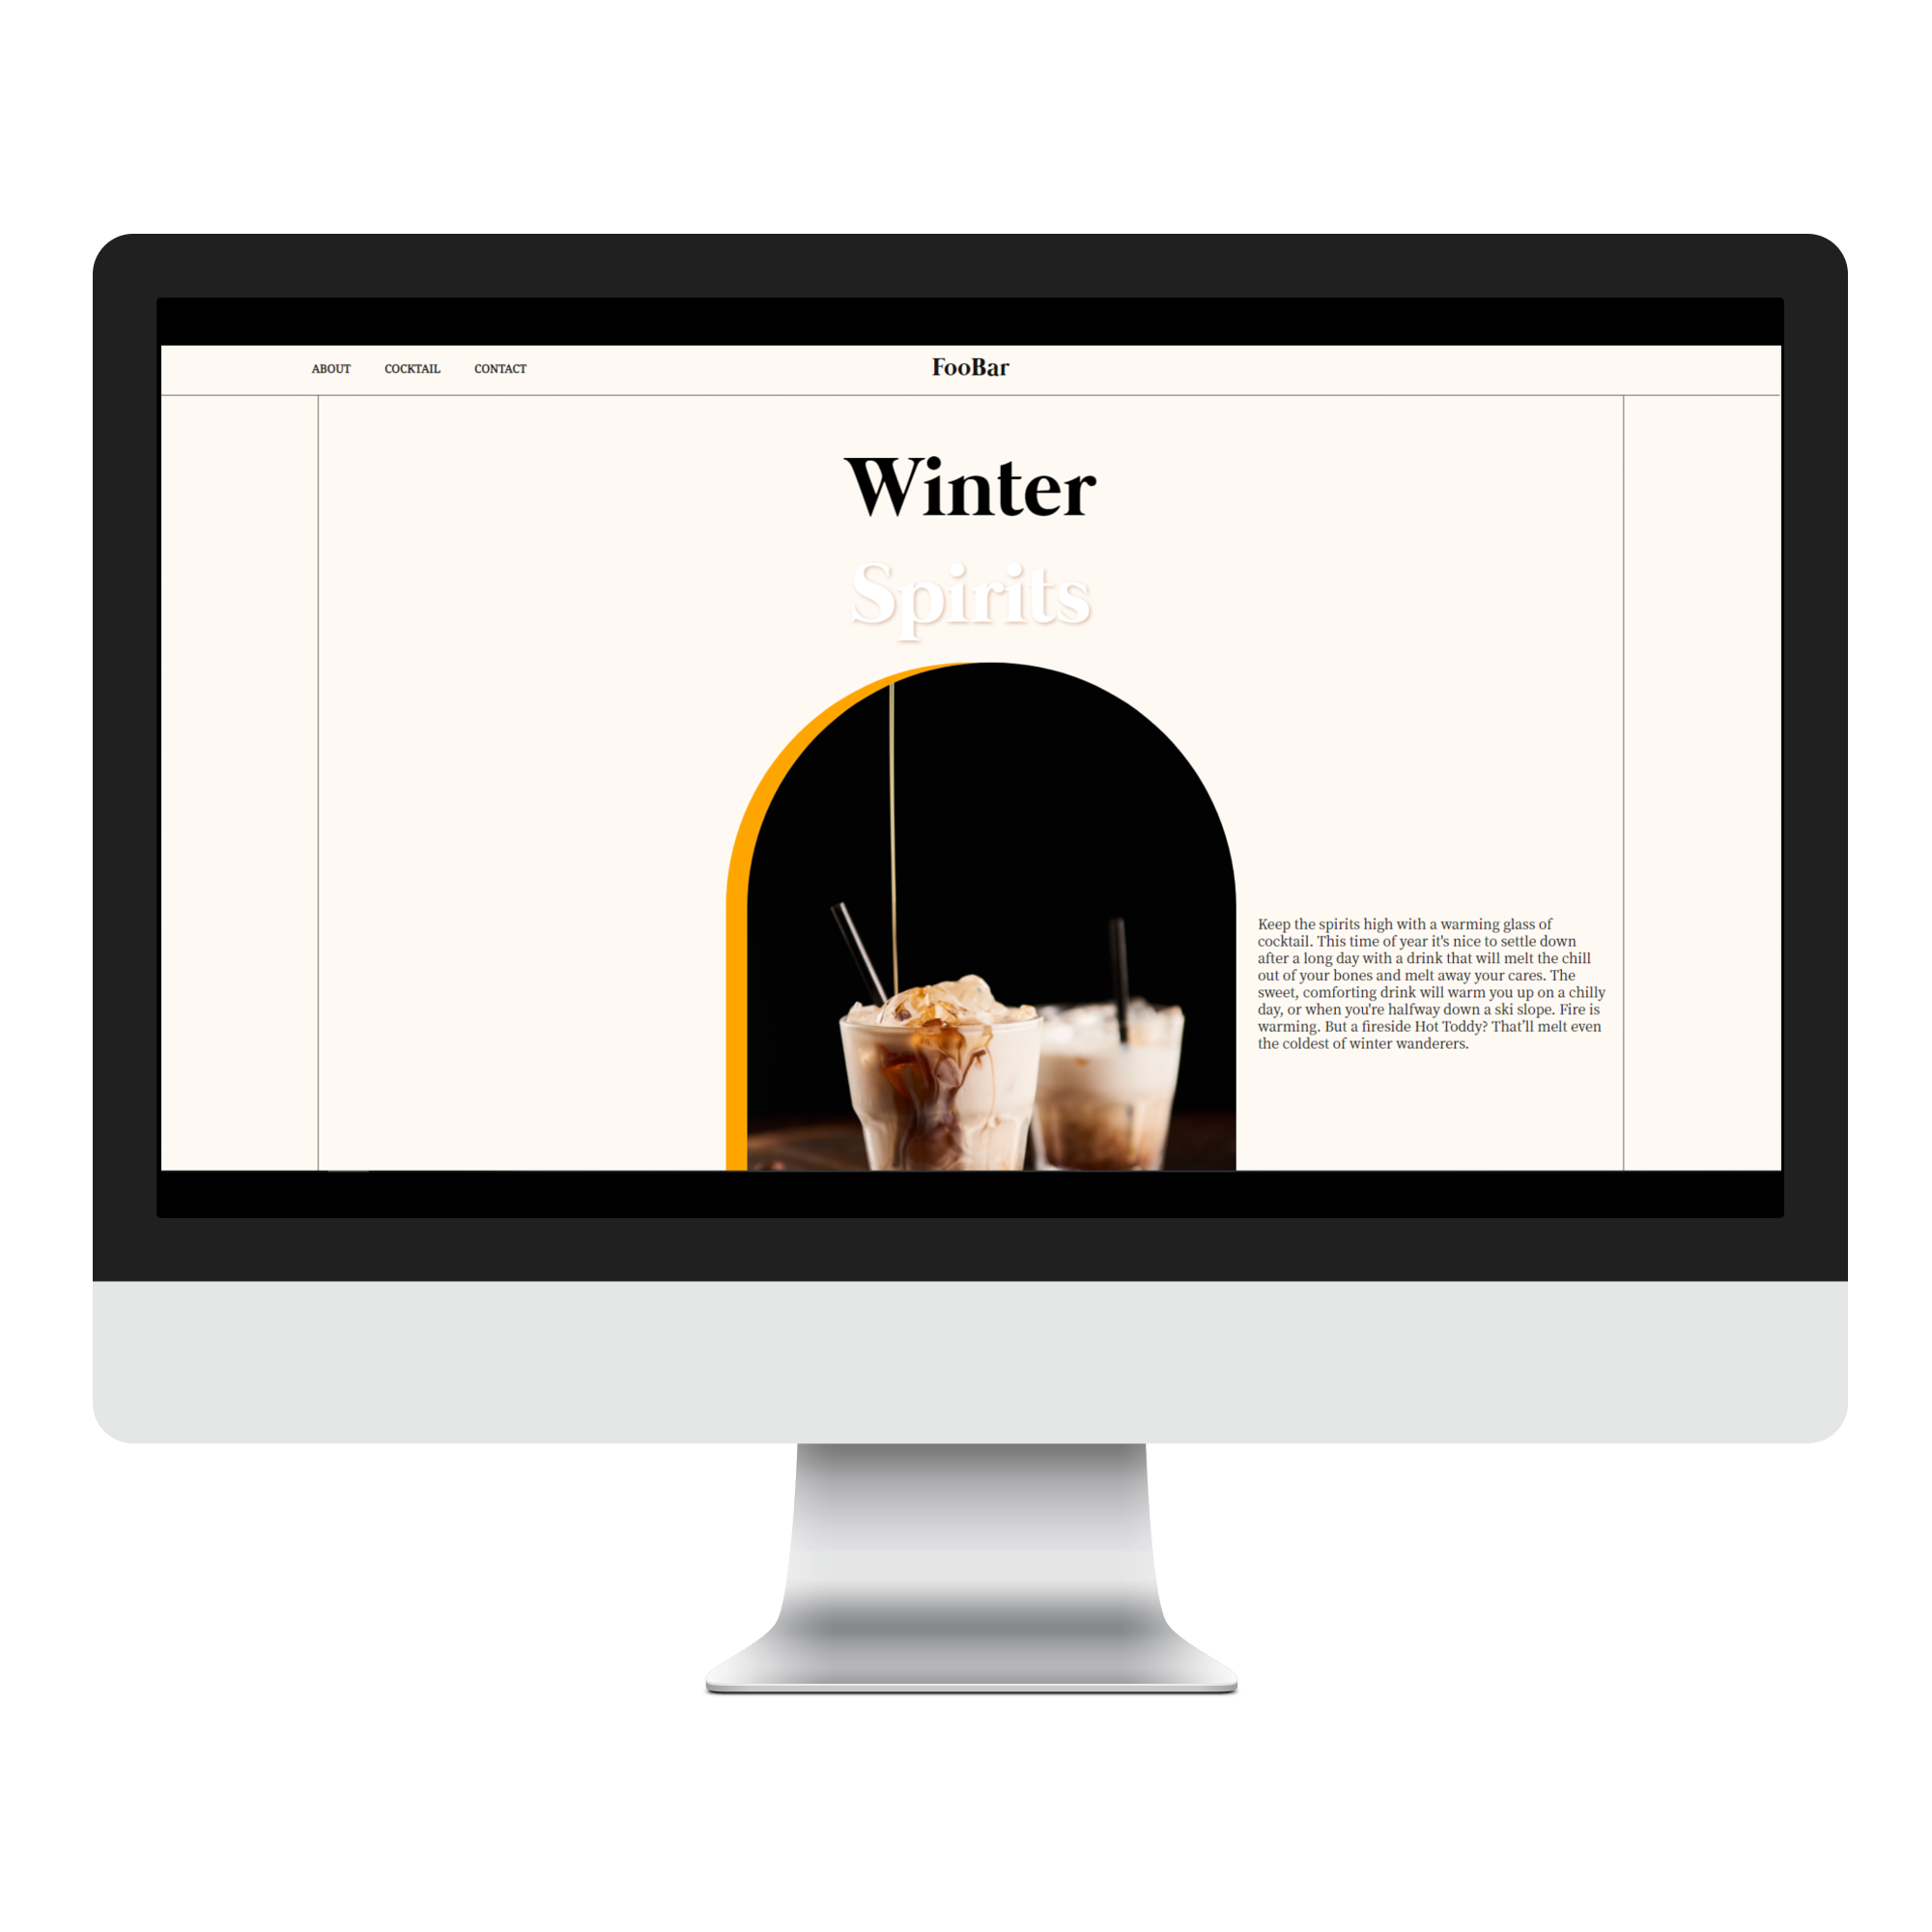 ABOUT COCKTAIL CONTACT FooBar
Winter
Spirits
Keep the spirits high with a warming glass of
cocktail. This time of year it's nice to settle down
after a long day with a drink that will melt the chill
out of your bones and melt away your cares. The
sweet, comforting drink will warm you up on a chilly
day, or when you're halfway down a ski slope. Fire is
warming. But a fireside Hot Toddy? That’ll melt even
the coldest of winter wanderers.